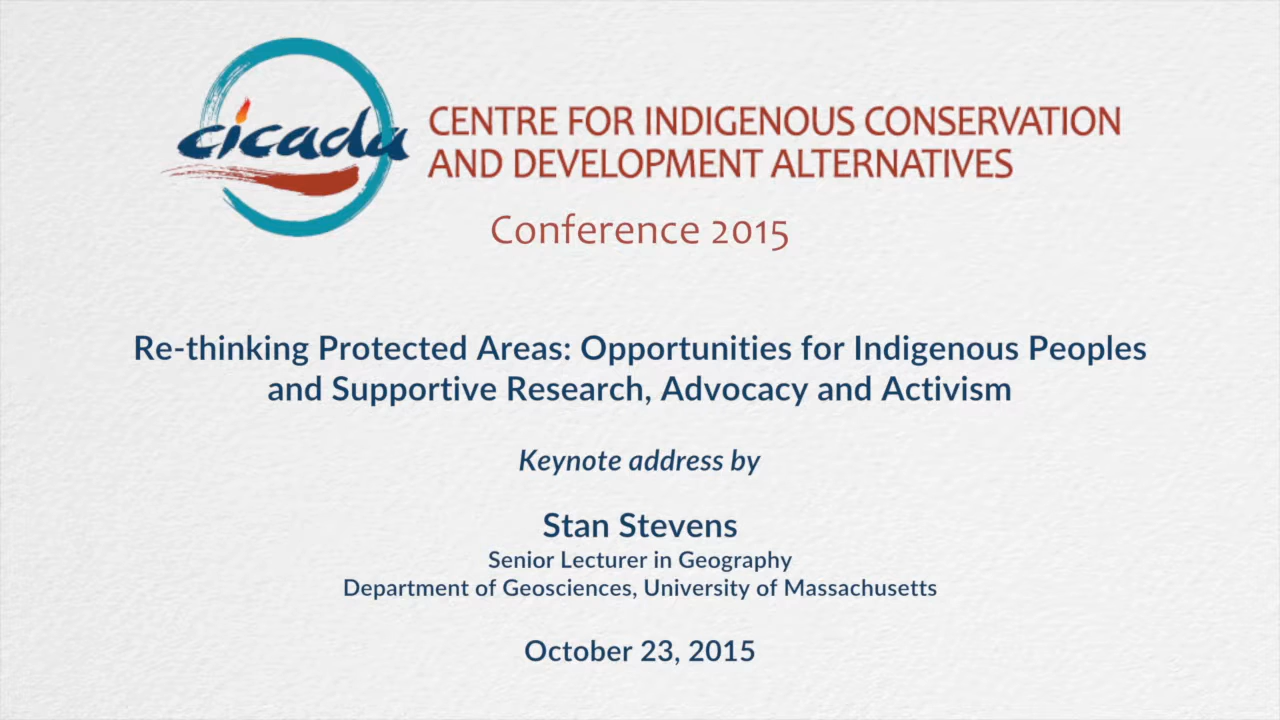 cicada
CENTRE FOR INDIGENOUS CONSERVATION
AND DEVELOPMENT ALTERNATIVES
Conference 2015
Re-thinking Protected Areas: Opportunities for Indigenous Peoples
and Supportive Research, Advocacy and Activism
Keynote address by
Stan Stevens
Senior Lecturer in Geography
Department of Geosciences, University of Massachusetts
October 23, 2015